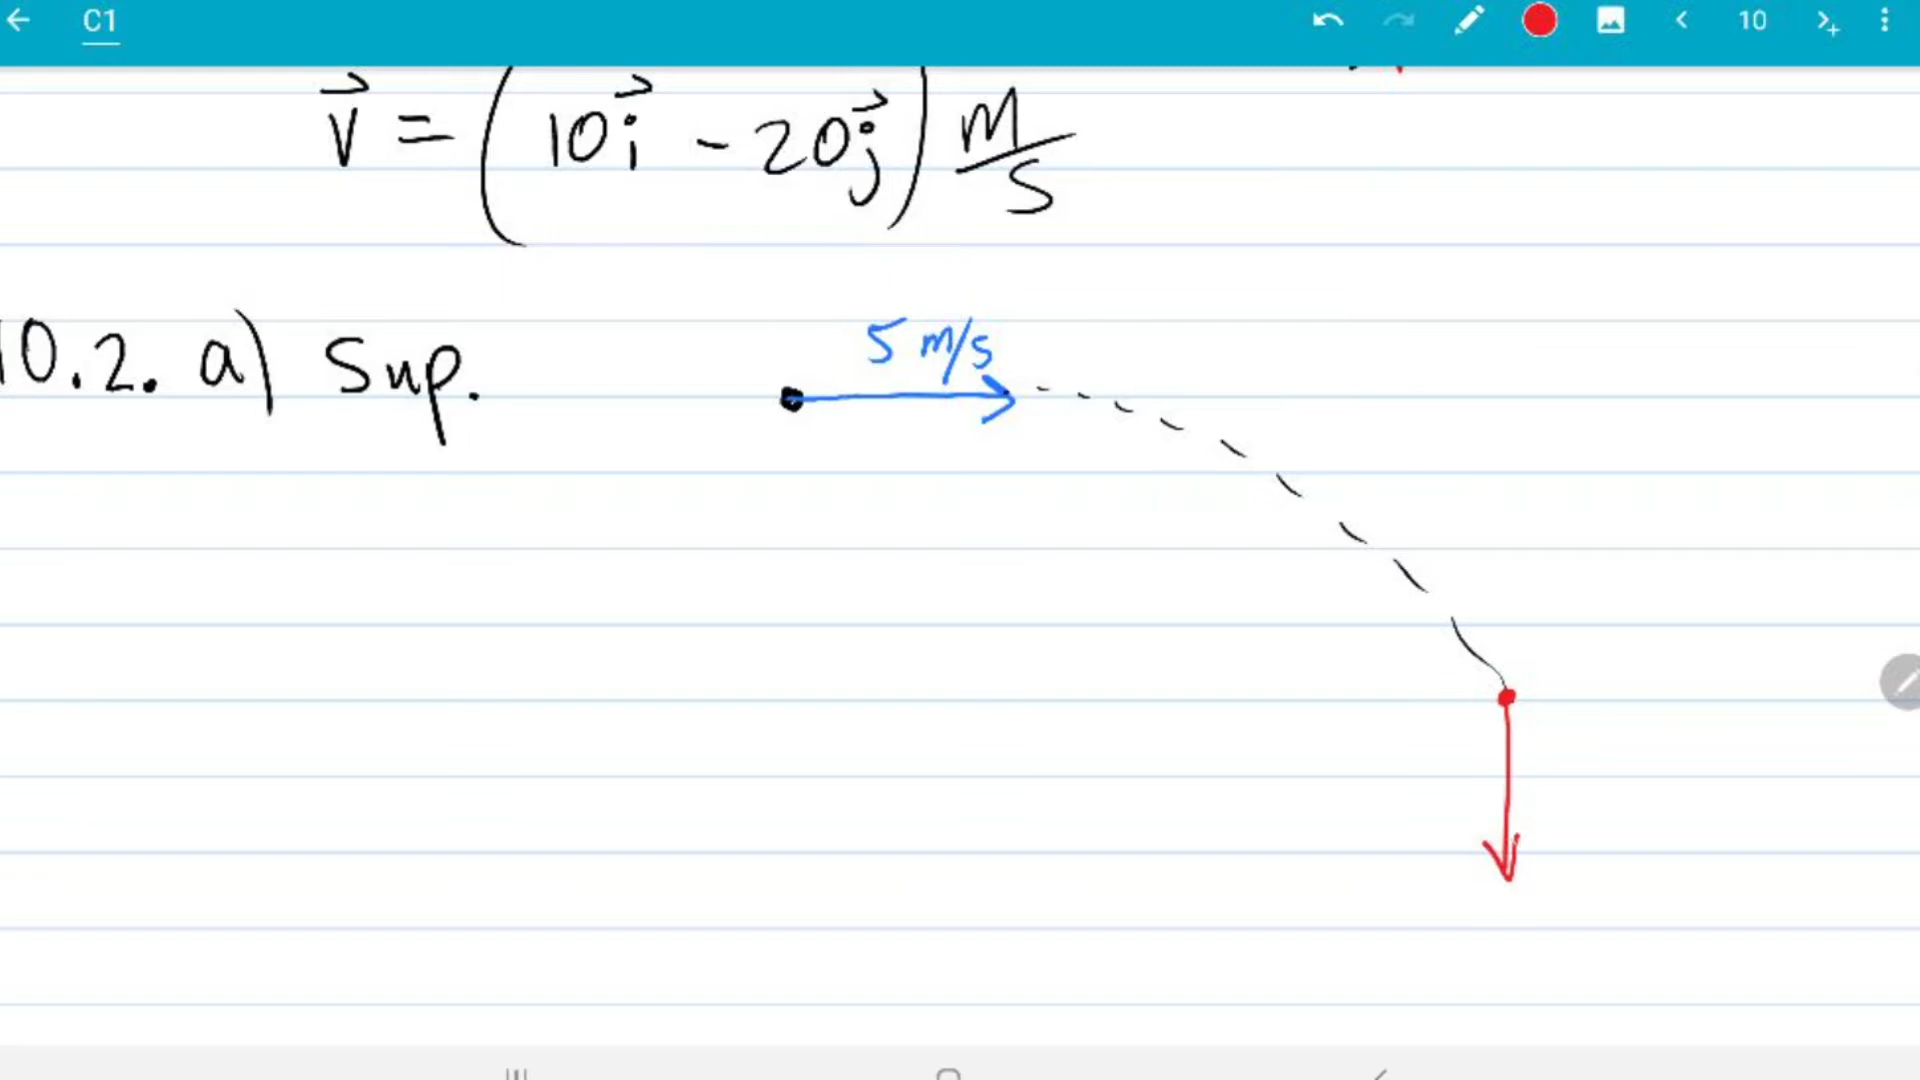 C1
10
v⃗ = (10i⃗ - 20j⃗) m/s
10.2. a) Sup.
5 m/s